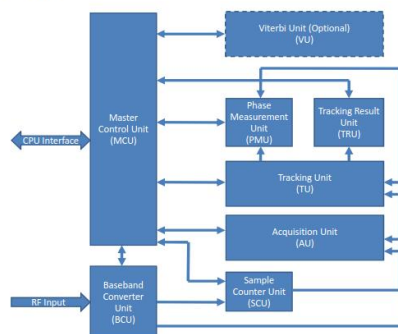 Viterbi Unit (Optional)
(VU)
Master
Control Unit
(MCU)
Phase
Measurement
Unit
(PMU)
Tracking Result
Unit
(TRU)
CPU Interface
Tracking Unit
(TU)
Acquisition Unit
(AU)
Baseband
Converter
Unit
(BCU)
Sample
Counter Unit
(SCU)
RF Input